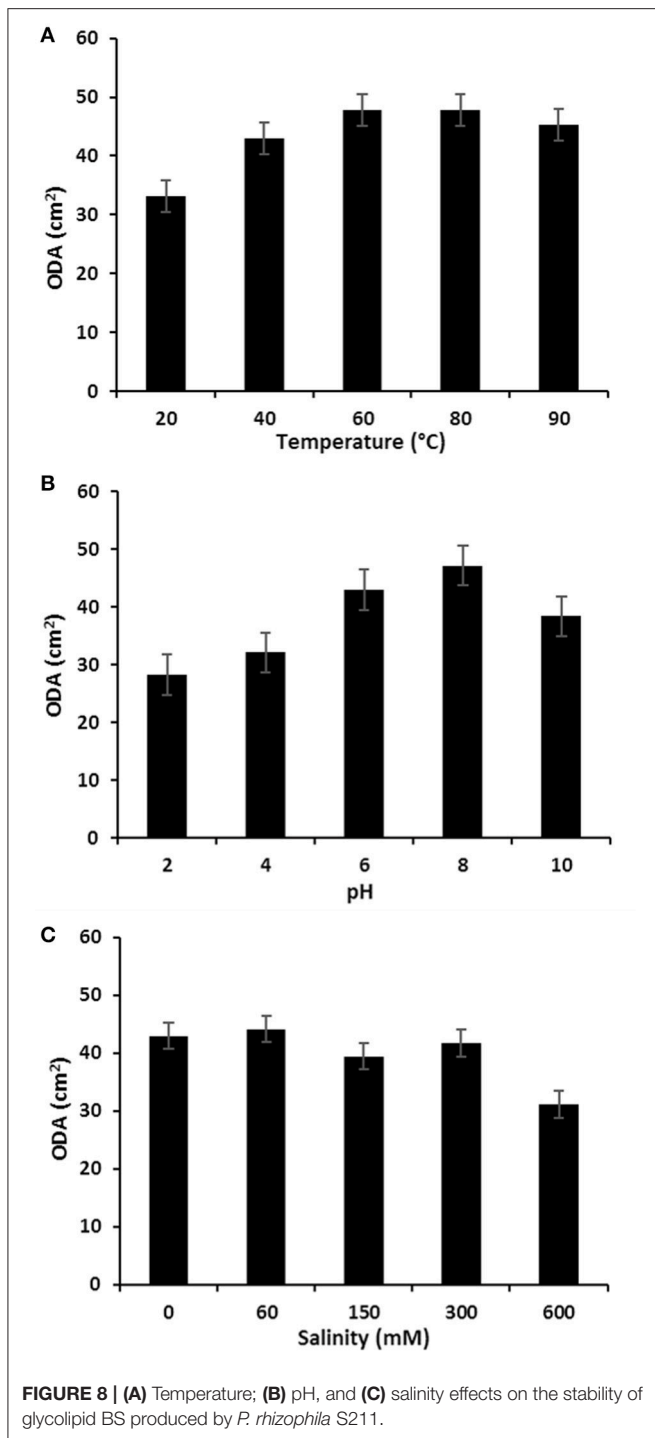 A
60
50
40
30
20
10
0
ODA (cm²)
20 40 60 80 90
Temperature (°C)
B
60
50
40
30
20
10
0
ODA (cm²)
2 4 6 8 10
pH
C
60
50
40
30
20
10
0
ODA (cm²)
0 60 150 300 600
Salinity (mM)
FIGURE 8 | (A) Temperature; (B) pH, and (C) salinity effects on the stability of
glycolipid BS produced by P. rhizophila S211.